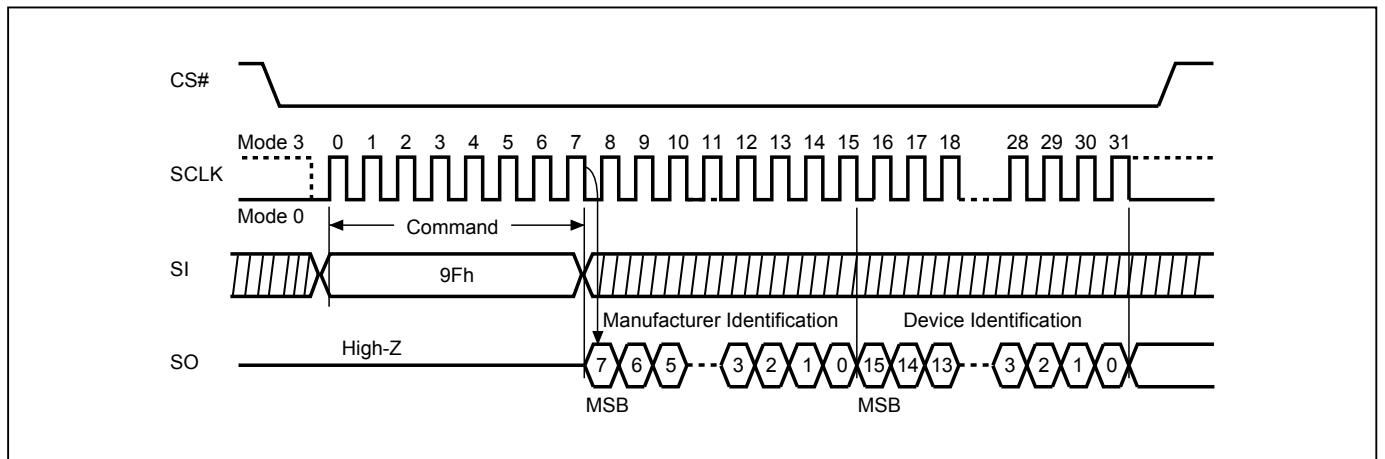 CS#
Mode 3 0 1 2 3 4 5 6 7 8 9 10 11 12 13 14 15 16 17 18 28 29 30 31
SCLK
Mode 0
Command
SI
9Fh
Manufacturer Identification Device Identification
High-Z
SO
7 6 5 3 2 1 0 15 14 13 3 2 1 0
MSB MSB